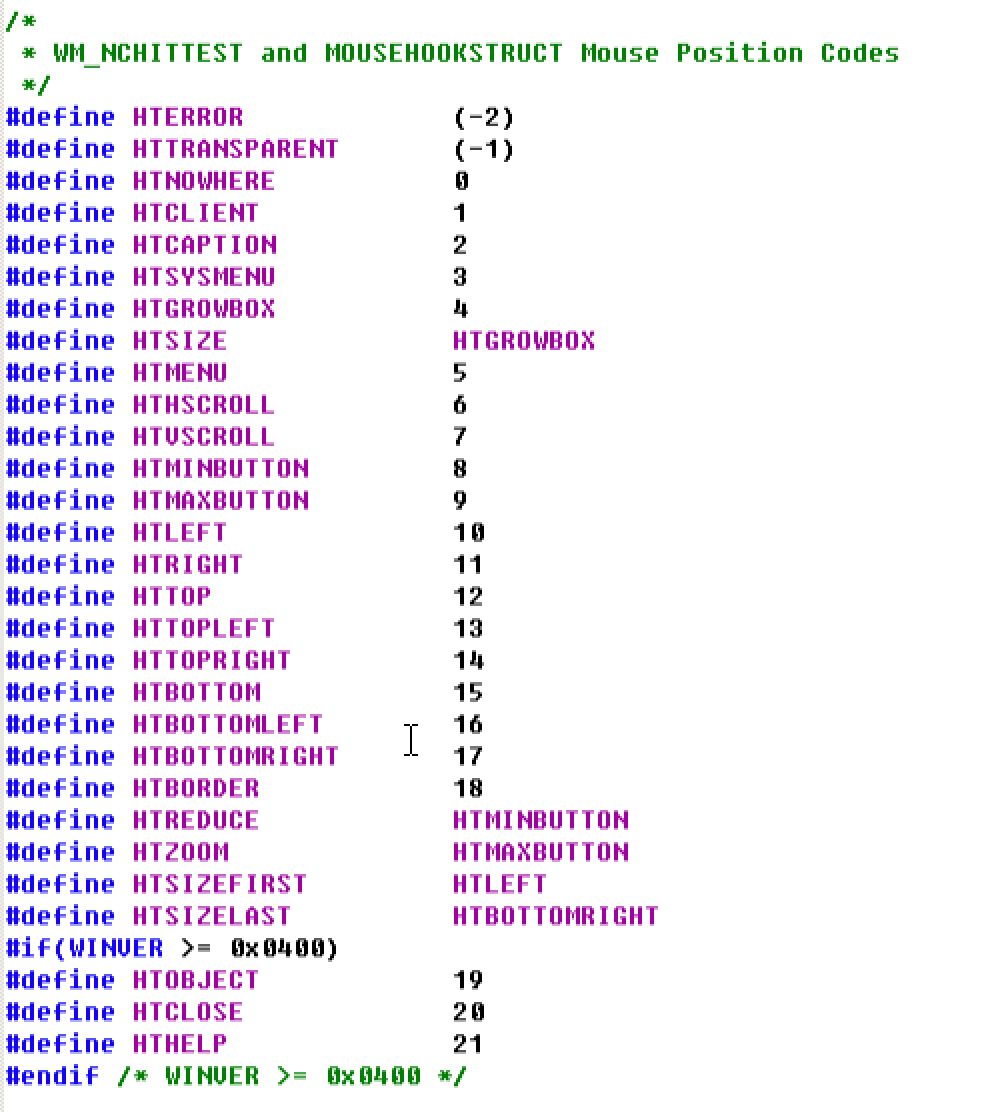 /*
 * WM_NCHITTEST and MOUSEHOOKSTRUCT Mouse Position Codes
 */
#define HTERROR             (-2)
#define HTTRANSPARENT       (-1)
#define HTNOWHERE           0
#define HTCLIENT            1
#define HTCAPTION           2
#define HTSYSMENU           3
#define HTGROWBOX           4
#define HTSIZE              HTGROWBOX
#define HTMENU              5
#define HTHSCROLL           6
#define HTVSCROLL           7
#define HTMINBUTTON         8
#define HTMAXBUTTON         9
#define HTLEFT              10
#define HTRIGHT             11
#define HTTOP               12
#define HTTOPLEFT           13
#define HTTOPRIGHT          14
#define HTBOTTOM            15
#define HTBOTTOMLEFT        16
#define HTBOTTOMRIGHT       17
#define HTBORDER            18
#define HTREDUCE            HTMINBUTTON
#define HTZOOM              HTMAXBUTTON
#define HTSIZEFIRST         HTLEFT
#define HTSIZELAST          HTBOTTOMRIGHT
#if(WINVER >= 0x0400)
#define HTOBJECT            19
#define HTCLOSE             20
#define HTHELP              21
#endif /* WINVER >= 0x0400 */